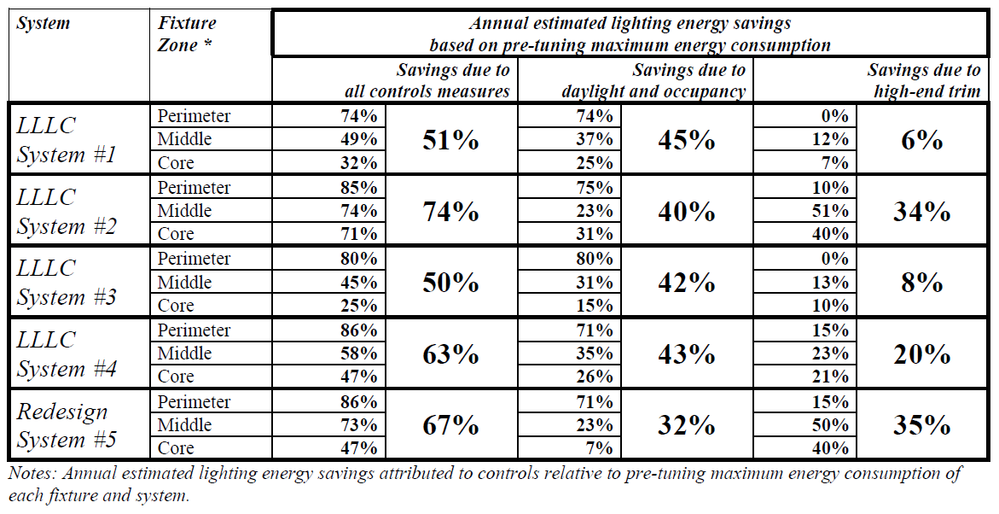 System Fixture Zone * Annual estimated lighting energy savings
based on pre-tuning maximum energy consumption
Savings due to all controls measures Savings due to daylight and occupancy Savings due to high-end trim
LLLC System #1 Perimeter 74% 51% 74% 45% 0% 6%
Middle 49% 37% 12%
Core 32% 25% 7%
LLLC System #2 Perimeter 85% 74% 75% 40% 10% 34%
Middle 74% 23% 51%
Core 71% 31% 40%
LLLC System #3 Perimeter 80% 50% 80% 42% 0% 8%
Middle 45% 31% 13%
Core 25% 15% 10%
LLLC System #4 Perimeter 86% 63% 71% 43% 15% 20%
Middle 58% 35% 23%
Core 47% 26% 21%
Redesign System #5 Perimeter 86% 67% 71% 32% 15% 35%
Middle 73% 23% 50%
Core 47% 7% 40%
Notes: Annual estimated lighting energy savings attributed to controls relative to pre-tuning maximum energy consumption of
each fixture and system.